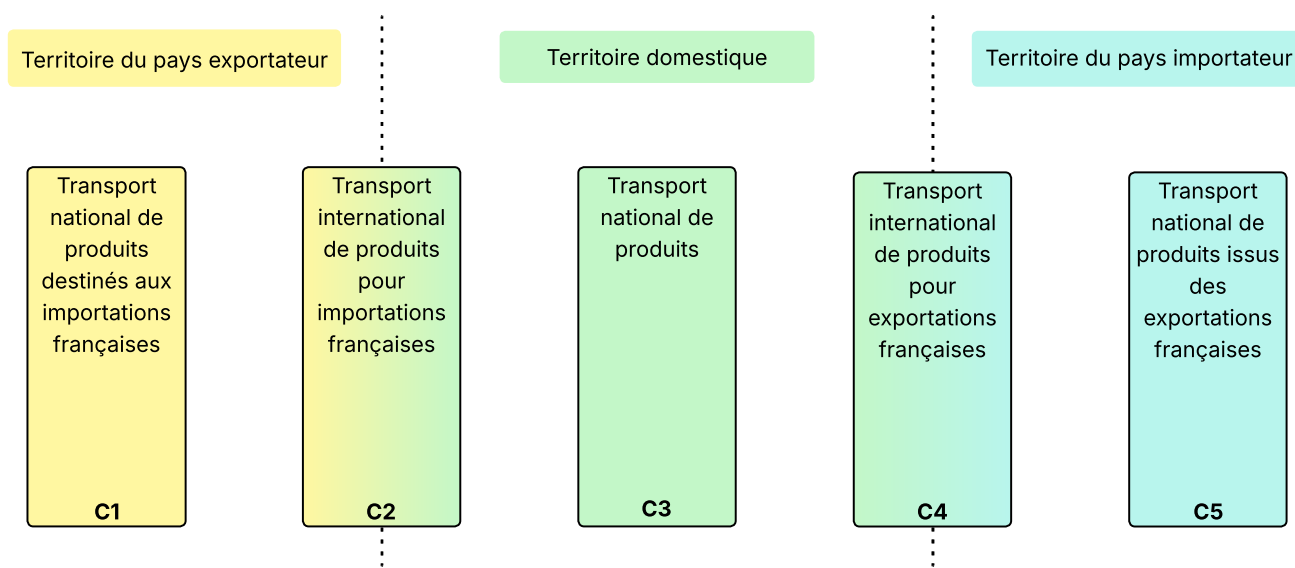 Territoire du pays exportateur
Territoire domestique
Territoire du pays importateur
Transport
national de
produits
destinés aux
importations
françaises
C1
Transport
international
de produits
pour
importations
françaises
C2
Transport
national de
produits
C3
Transport
international
de produits
pour
exportations
françaises
C4
Transport
national de
produits issus
des
exportations
françaises
C5